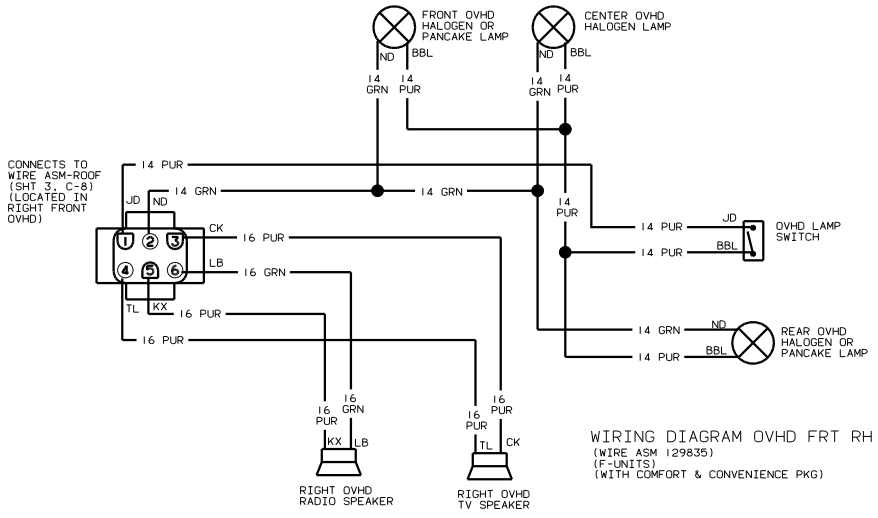 FRONT OVHD
HALOGEN OR
PANCAKE LAMP
CENTER OVHD
HALOGEN LAMP
ND
BBL
ND
BBL
14
GRN
14
PUR
14
GRN
14
PUR
CONNECTS TO
WIRE ASM-ROOF
(SHT 3, C-8)
(LOCATED IN
RIGHT FRONT
OVHD)
14 PUR
14 GRN
14 GRN
JD
ND
14
PUR
CK
16 PUR
LB
16 GRN
1
2
3
4
5
6
TL
KX
16 PUR
16 PUR
14 PUR
JD
14 PUR
BBL
OVHD LAMP
SWITCH
14 GRN
ND
14 PUR
BBL
REAR OVHD
HALOGEN OR
PANCAKE LAMP
16
PUR
16
GRN
16
PUR
16
PUR
KX
LB
TL
CK
RIGHT OVHD
RADIO SPEAKER
RIGHT OVHD
TV SPEAKER
WIRING DIAGRAM OVHD FRT RH
(WIRE ASM 129835)
(F-UNITS)
(WITH COMFORT & CONVENIENCE PKG)